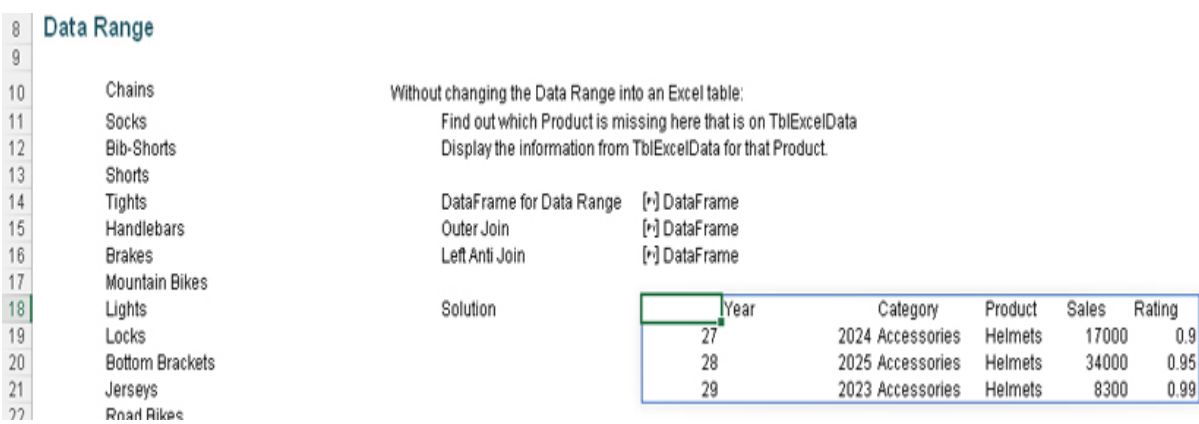 8 Data Range
9
10 Chains Without changing the Data Range into an Excel table:
11 Socks Find out which Product is missing here that is on TblExcelData
12 Bib-Shorts Display the information from TblExcelData for that Product.
13 Shorts
14 Tights DataFrame for Data Range DataFrame
15 Handlebars Outer Join DataFrame
16 Brakes Left Anti Join DataFrame
17 Mountain Bikes
18 Lights Solution Year Category Product Sales Rating
19 Locks 27 2024 Accessories Helmets 17000 0.9
20 Bottom Brackets 28 2025 Accessories Helmets 34000 0.95
21 Jerseys 29 2023 Accessories Helmets 8300 0.99
22 Road Bikes